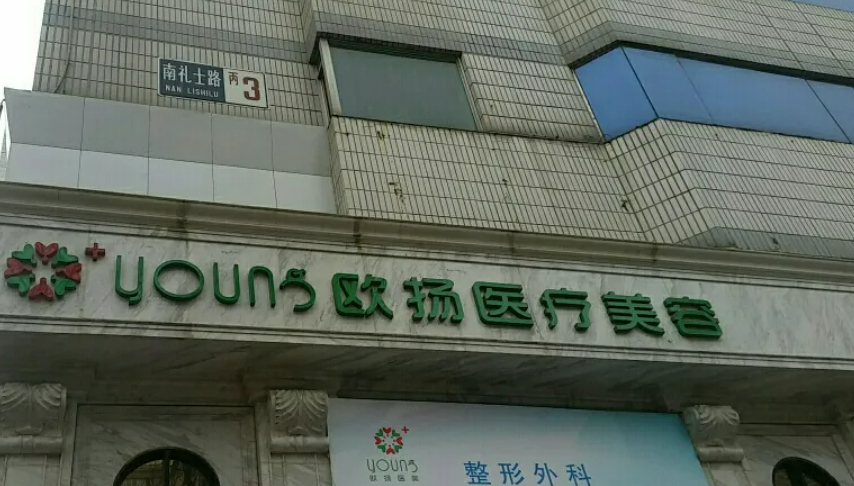 南礼士路 丙3
NAN LISHILU
young 欧扬医疗美容
young
欧扬医美
整形外科